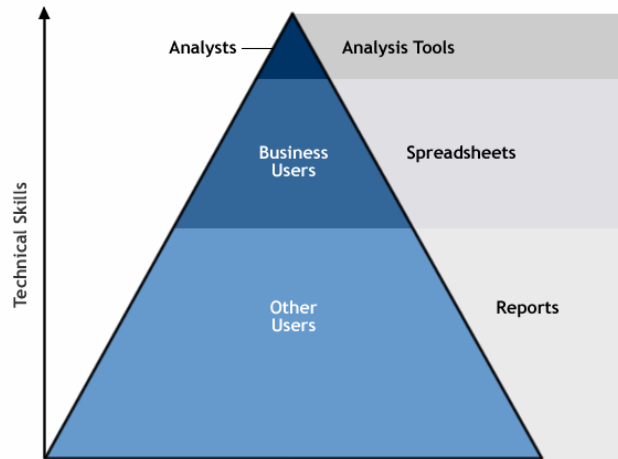 Analysts
Analysis Tools
Business
Users
Spreadsheets
Other
Users
Reports
Technical Skills